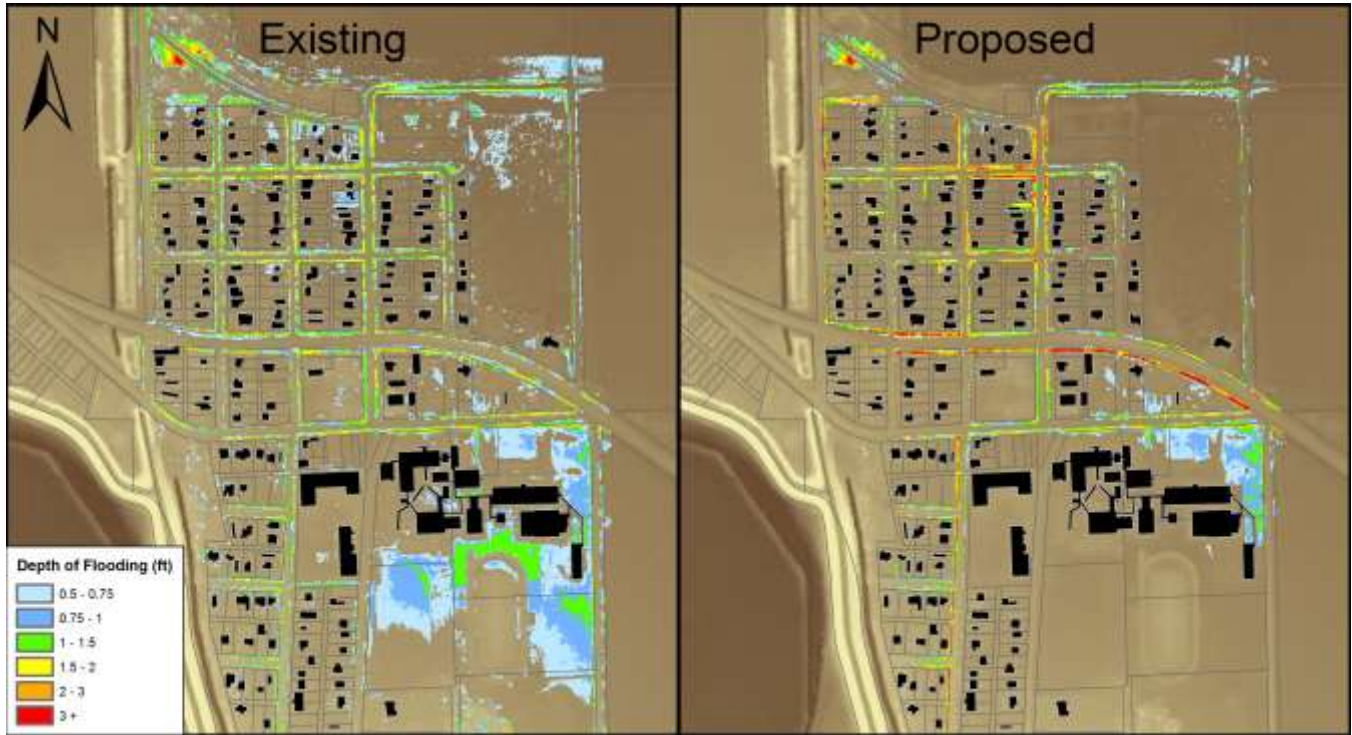 N
Existing
Proposed
Depth of Flooding (ft)
0.5 - 0.75
0.75 - 1
1 - 1.5
1.5 - 2
2 - 3
3 +